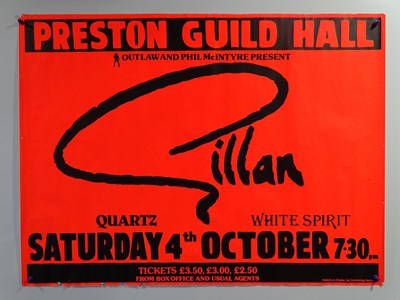 PRESTON GUILD HALL
OUTLAW AND PHIL McINTYRE PRESENT
Gillan
QUARTZ WHITE SPIRIT
SATURDAY 4th OCTOBER 7·30pm
TICKETS £3.50, £3.00, £2.50
FROM BOX OFFICE AND USUAL AGENTS